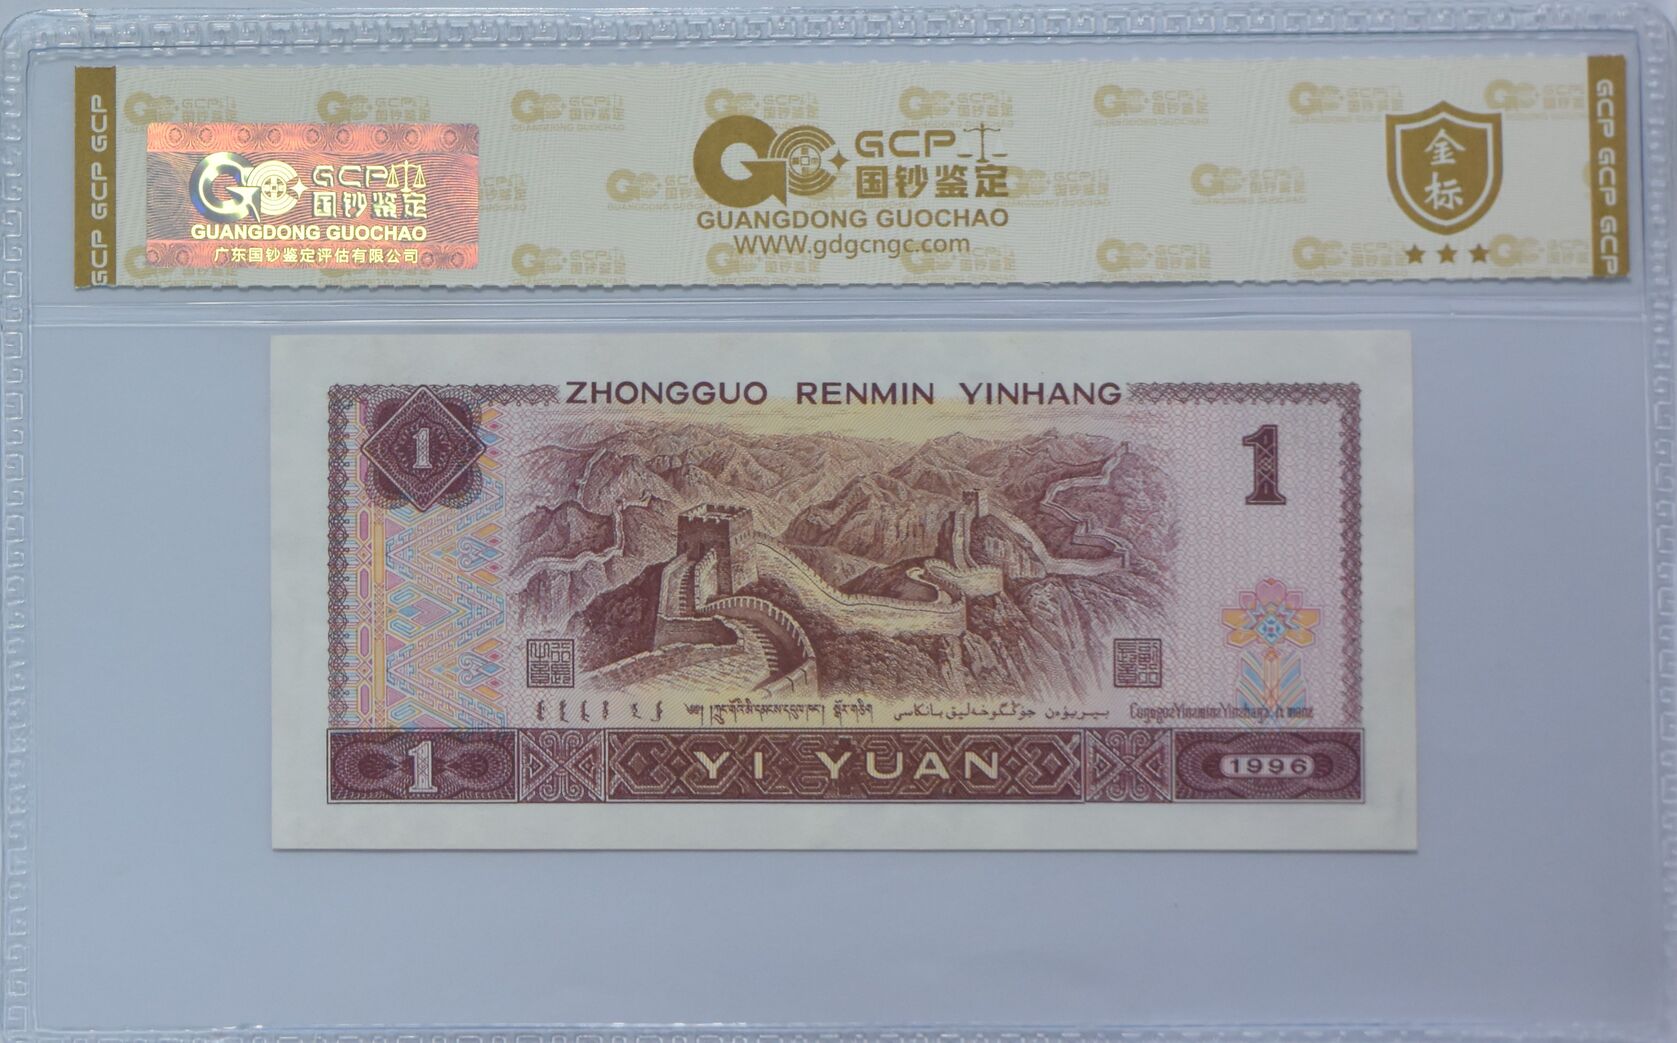 GCP GCP GCP
GCP
国钞鉴定
GUANGDONG GUOCHAO
广东国钞鉴定评估有限公司
GCP
国钞鉴定
GUANGDONG GUOCHAO
WWW.gdgcngc.com
金标
GCP GCP GCP GCP
ZHONGGUO RENMIN YINHANG
1
1
1
YI YUAN
1996